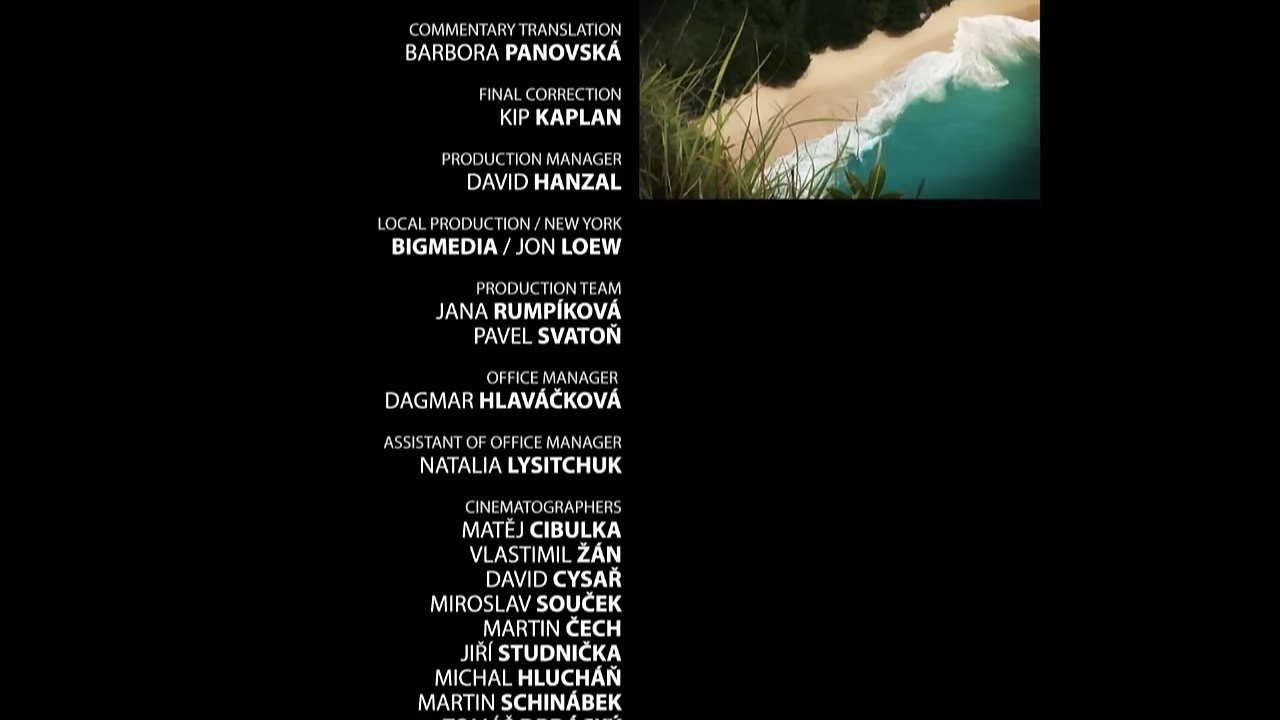 COMMENTARY TRANSLATION
BARBORA PANOVSKÁ
FINAL CORRECTION
KIP KAPLAN
PRODUCTION MANAGER
DAVID HANZAL
LOCAL PRODUCTION / NEW YORK
BIGMEDIA / JON LOEW
PRODUCTION TEAM
JANA RUMPÍKOVÁ
PAVEL SVATOŇ
OFFICE MANAGER
DAGMAR HLAVÁČKOVÁ
ASSISTANT OF OFFICE MANAGER
NATALIA LYSITCHUK
CINEMATOGRAPHERS
MATĚJ CIBULKA
VLASTIMIL ŽÁN
DAVID CYSAŘ
MIROSLAV SOUČEK
MARTIN ČECH
JIŘÍ STUDNIČKA
MICHAL HLUCHÁŇ
MARTIN SCHINÁBEK